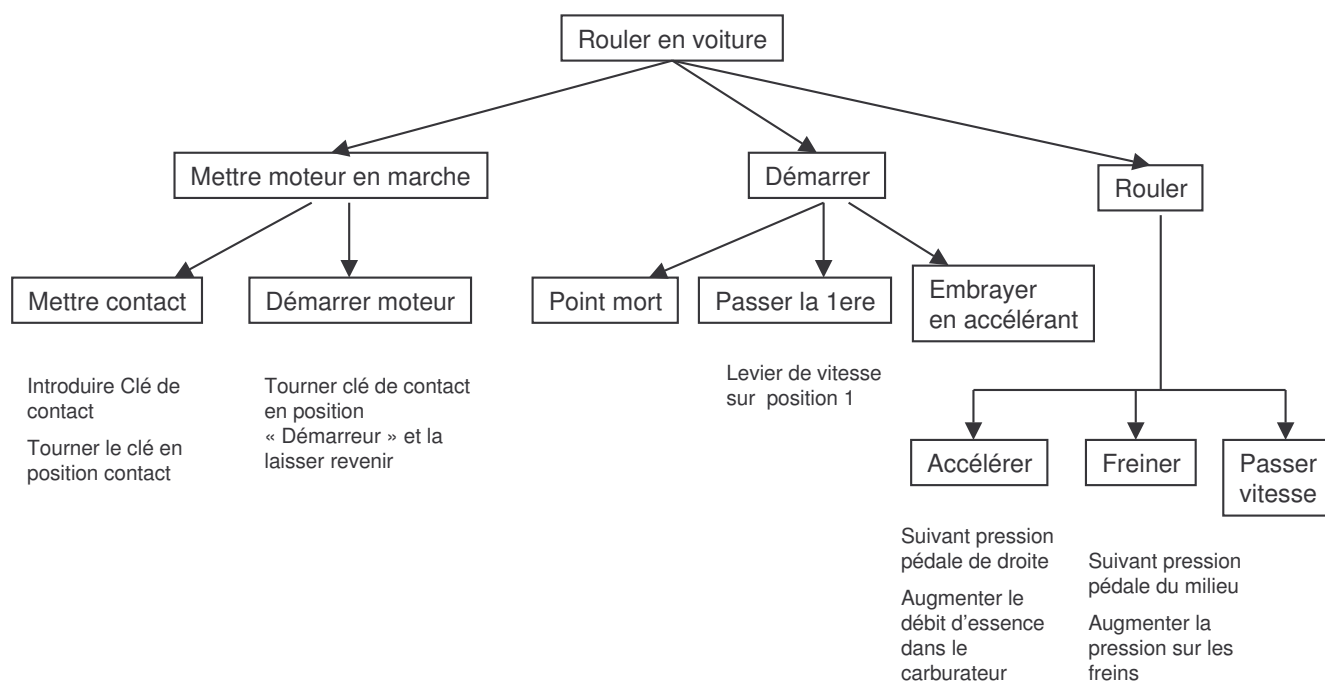 Rouler en voiture
Mettre moteur en marche
Démarrer
Rouler
Mettre contact
Démarrer moteur
Point mort
Passer la 1ere
Embrayer
en accélérant
Introduire Clé de
contact
Tourner le clé en
position contact
Tourner clé de contact
en position
« Démarreur » et la
laisser revenir
Levier de vitesse
sur position 1
Accélérer
Freiner
Passer
vitesse
Suivant pression
pédale de droite
Augmenter le
débit d'essence
dans le
carburateur
Suivant pression
pédale du milieu
Augmenter la
pression sur les
freins